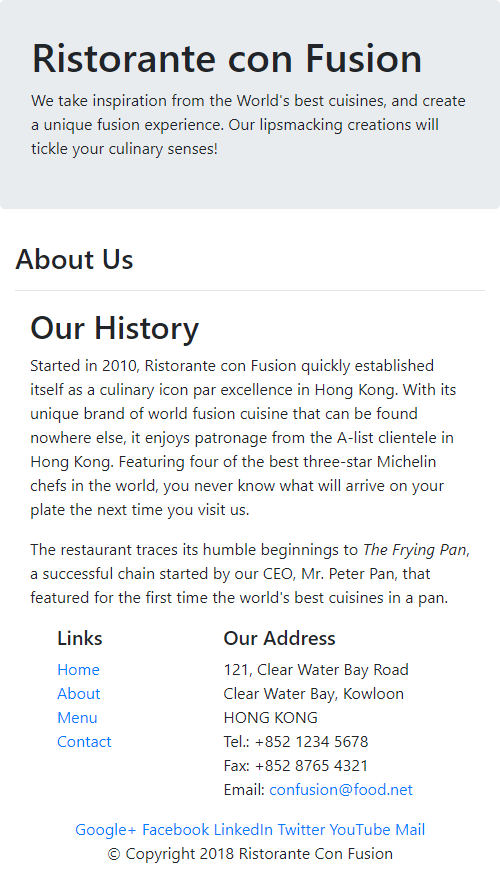 Ristorante con Fusion
We take inspiration from the World's best cuisines, and create
a unique fusion experience. Our lipsmacking creations will
tickle your culinary senses!
About Us
Our History
Started in 2010, Ristorante con Fusion quickly established
itself as a culinary icon par excellence in Hong Kong. With its
unique brand of world fusion cuisine that can be found
nowhere else, it enjoys patronage from the A-list clientele in
Hong Kong. Featuring four of the best three-star Michelin
chefs in the world, you never know what will arrive on your
plate the next time you visit us.
The restaurant traces its humble beginnings to The Frying Pan,
a successful chain started by our CEO, Mr. Peter Pan, that
featured for the first time the world's best cuisines in a pan.
Links
Home
About
Menu
Contact
Our Address
121, Clear Water Bay Road
Clear Water Bay, Kowloon
HONG KONG
Tel.: +852 1234 5678
Fax: +852 8765 4321
Email: confusion@food.net
Google+ Facebook LinkedIn Twitter YouTube Mail
© Copyright 2018 Ristorante Con Fusion